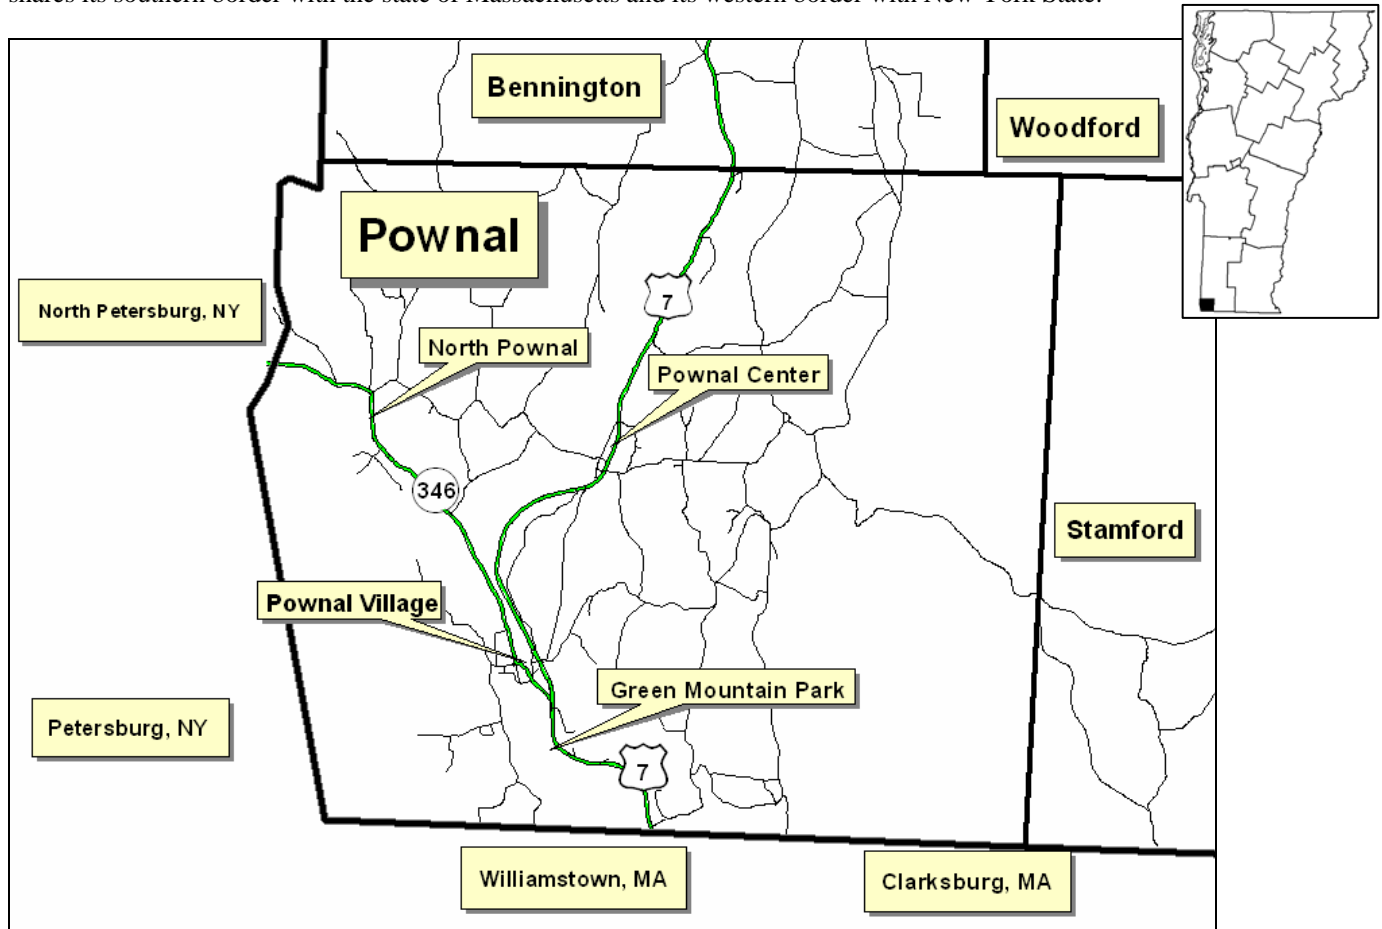 shares its southern border with the state of Massachusetts and its western border with New York State.
Bennington
Woodford
Pownal
North Petersburg, NY
7
North Pownal
Pownal Center
346
Stamford
Pownal Village
Green Mountain Park
Petersburg, NY
7
Williamstown, MA
Clarksburg, MA